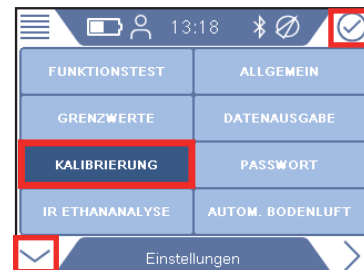 13:18
FUNKTIONSTEST ALLGEMEIN
GRENZWERTE DATENAUSGABE
KALIBRIERUNG PASSWORT
IR ETHANANALYSE AUTOM. BODENLUFT
Einstellungen